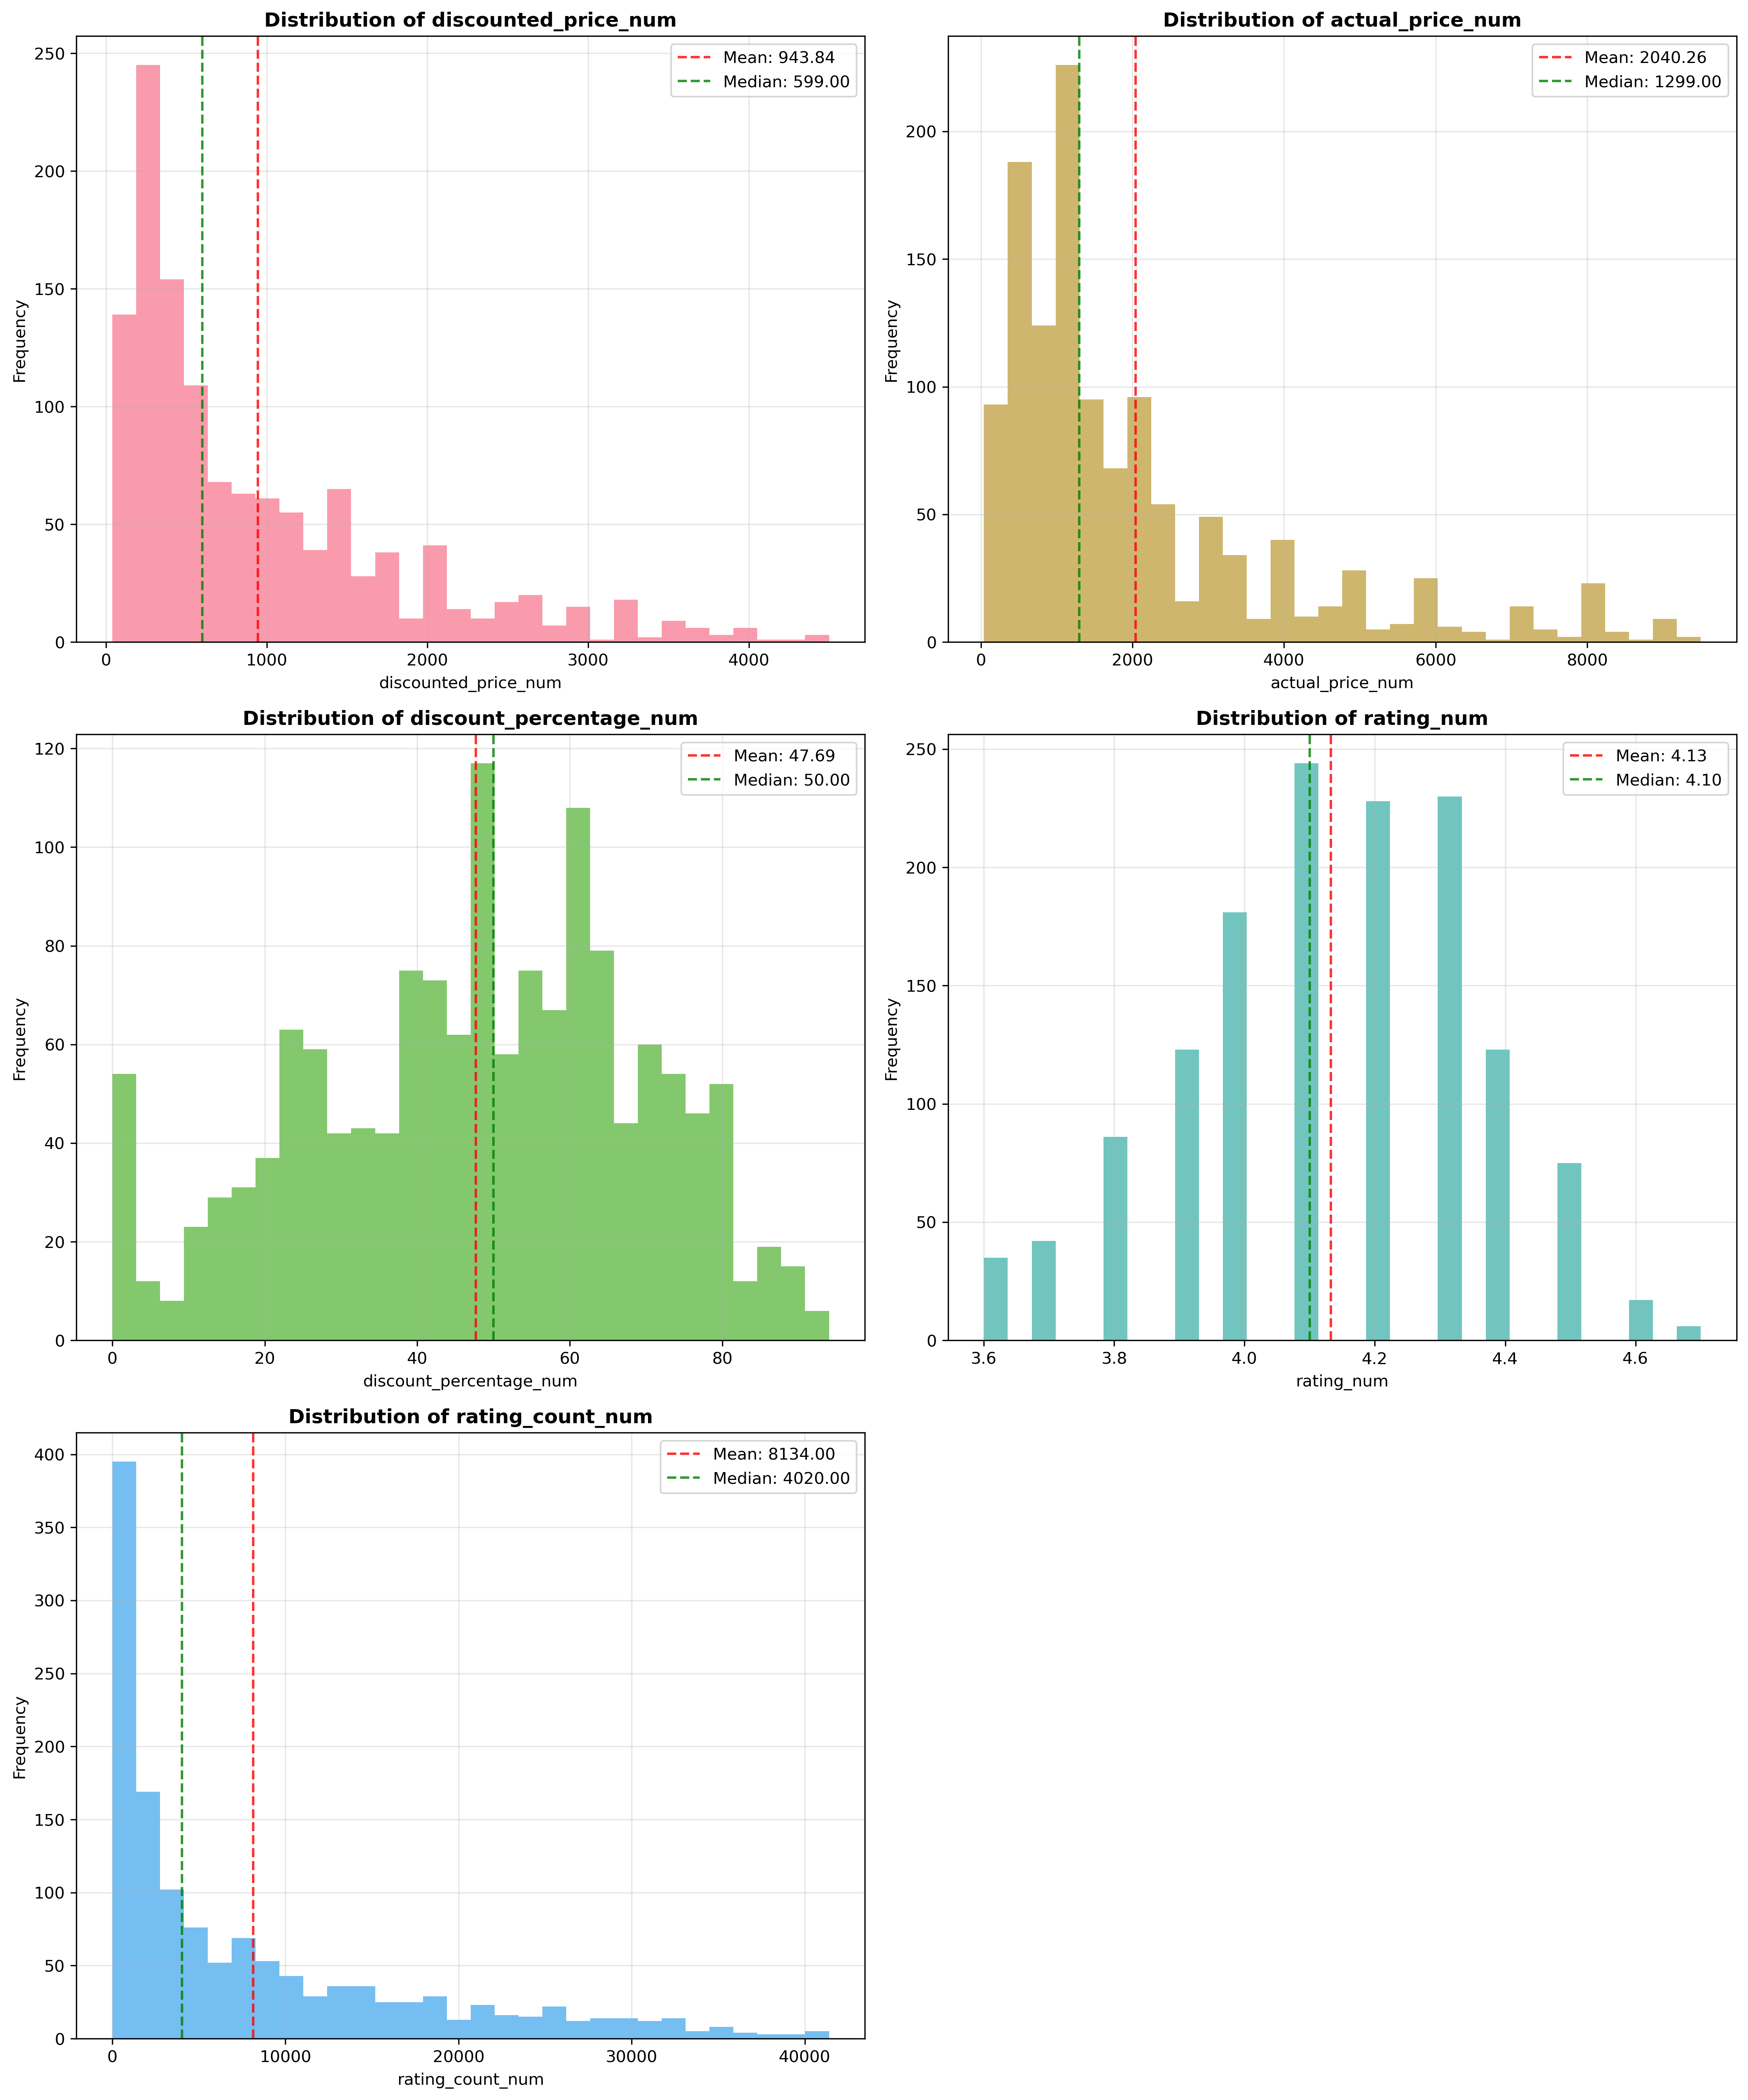 Distribution of discounted_price_num
Mean: 943.84
Median: 599.00
250
200
150
100
50
0
Frequency
0 1000 2000 3000 4000
discounted_price_num
Distribution of actual_price_num
Mean: 2040.26
Median: 1299.00
200
150
100
50
0
Frequency
0 2000 4000 6000 8000
actual_price_num
Distribution of discount_percentage_num
Mean: 47.69
Median: 50.00
120
100
80
60
40
20
0
Frequency
0 20 40 60 80
discount_percentage_num
Distribution of rating_num
Mean: 4.13
Median: 4.10
250
200
150
100
50
0
Frequency
3.6 3.8 4.0 4.2 4.4 4.6
rating_num
Distribution of rating_count_num
Mean: 8134.00
Median: 4020.00
400
350
300
250
200
150
100
50
0
Frequency
0 10000 20000 30000 40000
rating_count_num